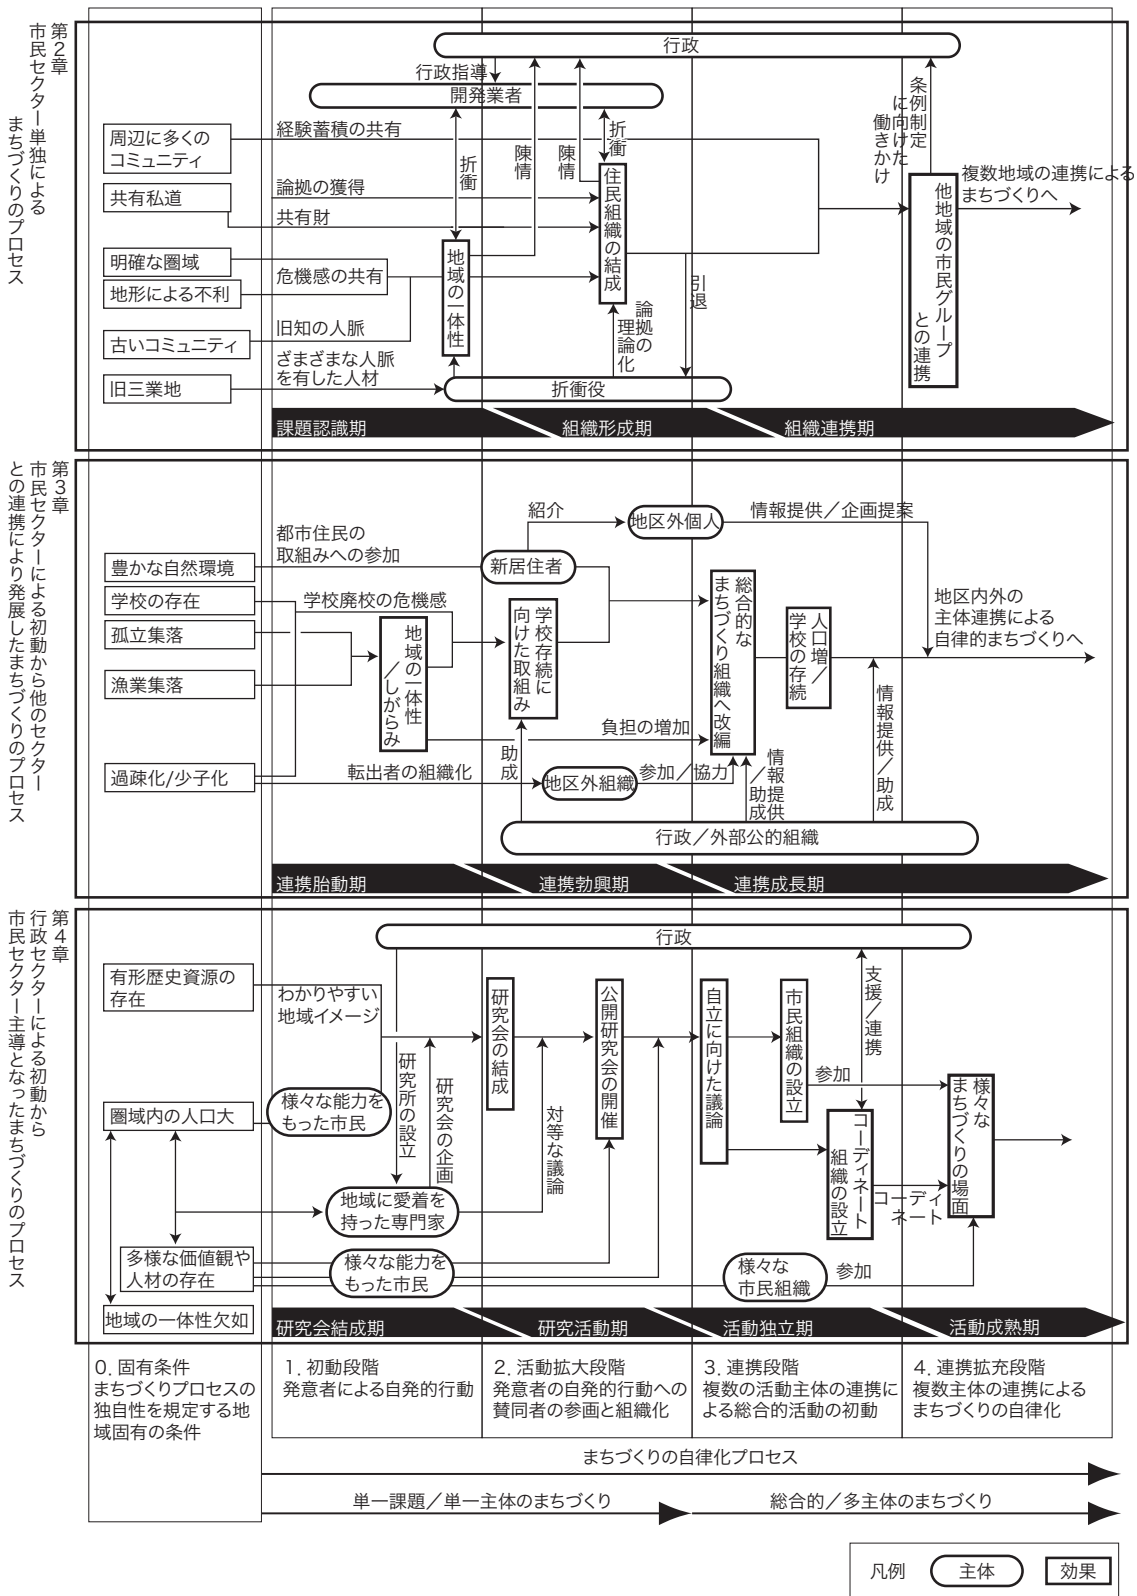 第2章
市民セクター単独による
まちづくりのプロセス
行政
行政指導
開発業者
周辺に多くの
コミュニティ
経験蓄積の共有
折衝
陳情
陳情
折衝
条例制定
に向けた
働きかけ
共有私道
論拠の獲得
共有財
住民組織の結成
他地域の市民グループ
との連携
複数地域の連携による
まちづくりへ
明確な圏域
地形による不利
危機感の共有
地域の一体性
引退
論拠の
理論化
古いコミュニティ
旧知の人脈
ざまざまな人脈
を有した人材
旧三業地
折衝役
課題認識期
組織形成期
組織連携期
第3章
市民セクターによる初動から他のセクター
との連携により発展したまちづくりのプロセス
紹介
地区外個人
情報提供／企画提案
都市住民の
取組みへの参加
豊かな自然環境
新居住者
学校の存在
学校廃校の危機感
孤立集落
漁業集落
地域の一体性
／しがらみ
学校存続に
向けた取組み
総合的な
まちづくり組織へ改編
人口増／
学校の存続
地区内外の
主体連携による
自律的まちづくりへ
負担の増加
助成
過疎化/少子化
転出者の組織化
地区外組織
参加／協力
情報提供
／助成
情報提供／助成
行政／外部公的組織
連携胎動期
連携勃興期
連携成長期
第4章
行政セクターによる初動から
市民セクター主導となったまちづくりのプロセス
行政
有形歴史資源の
存在
わかりやすい
地域イメージ
研究会の結成
公開研究会の開催
自立に向けた議論
市民組織の設立
支援／連携
研究所の設立
研究会の企画
対等な議論
参加
様々な
まちづくりの場面
圏域内の人口大
様々な能力を
もった市民
コーディネート
組織の設立
コーディ
ネート
地域に愛着を
持った専門家
多様な価値観や
人材の存在
様々な能力を
もった市民
様々な
市民組織
参加
地域の一体性欠如
研究会結成期
研究活動期
活動独立期
活動成熟期
0. 固有条件
まちづくりプロセスの
独自性を規定する地
域固有の条件
1. 初動段階
発意者による自発的行動
2. 活動拡大段階
発意者の自発的行動への
賛同者の参画と組織化
3. 連携段階
複数の活動主体の連携に
よる総合的活動の初動
4. 連携拡充段階
複数主体の連携による
まちづくりの自律化
まちづくりの自律化プロセス
単一課題／単一主体のまちづくり
総合的／多主体のまちづくり
凡例
主体
効果